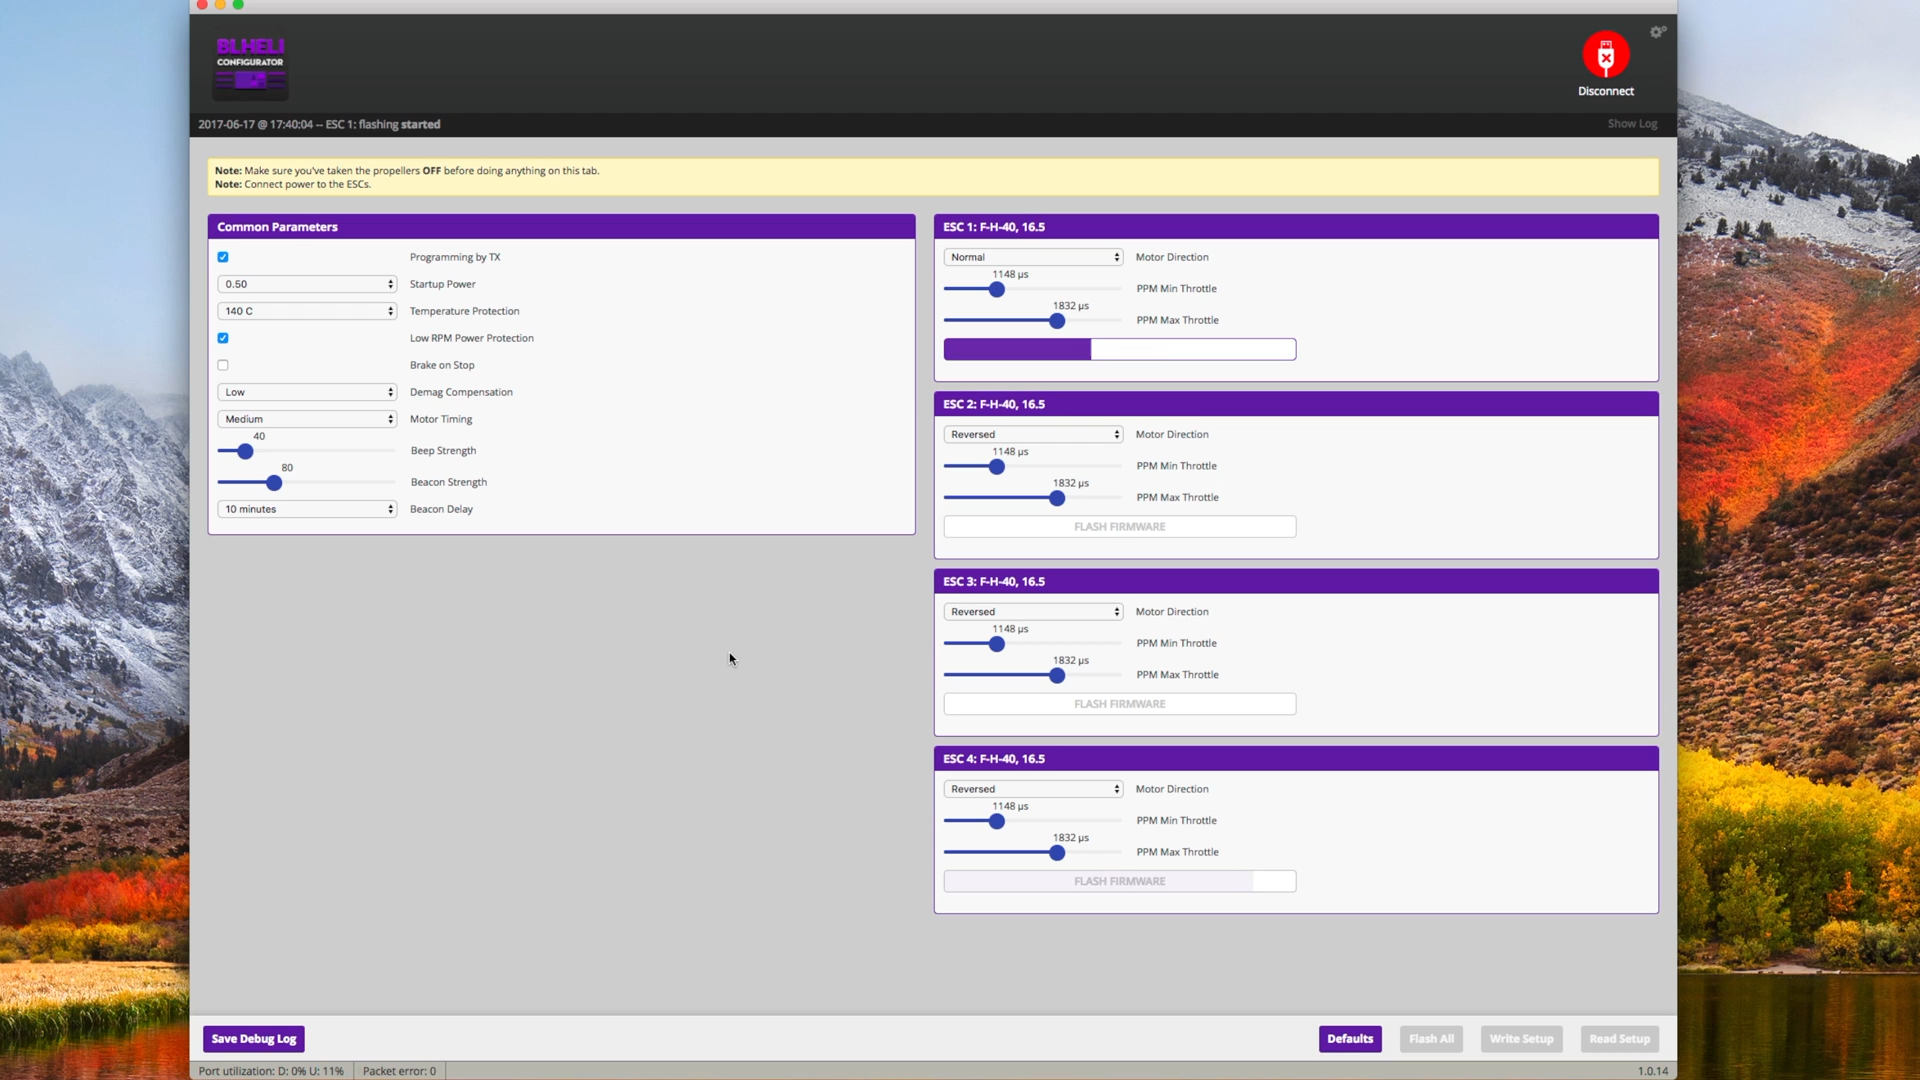 BLHELI
CONFIGURATOR
Disconnect
2017-06-17 @ 17:40:04 -- ESC 1: flashing started
Show Log
Note: Make sure you've taken the propellers OFF before doing anything on this tab.
Note: Connect power to the ESCs.
Common Parameters
Programming by TX
0.50 Startup Power
140 C Temperature Protection
Low RPM Power Protection
Brake on Stop
Low Demag Compensation
Medium Motor Timing
40
Beep Strength
80
Beacon Strength
10 minutes Beacon Delay
ESC 1: F-H-40, 16.5
Normal Motor Direction
1148 µs
PPM Min Throttle
1832 µs
PPM Max Throttle
ESC 2: F-H-40, 16.5
Reversed Motor Direction
1148 µs
PPM Min Throttle
1832 µs
PPM Max Throttle
FLASH FIRMWARE
ESC 3: F-H-40, 16.5
Reversed Motor Direction
1148 µs
PPM Min Throttle
1832 µs
PPM Max Throttle
FLASH FIRMWARE
ESC 4: F-H-40, 16.5
Reversed Motor Direction
1148 µs
PPM Min Throttle
1832 µs
PPM Max Throttle
FLASH FIRMWARE
Save Debug Log
Defaults
Flash All
Write Setup
Read Setup
Port utilization: D: 0% U: 11%
Packet error: 0
1.0.14